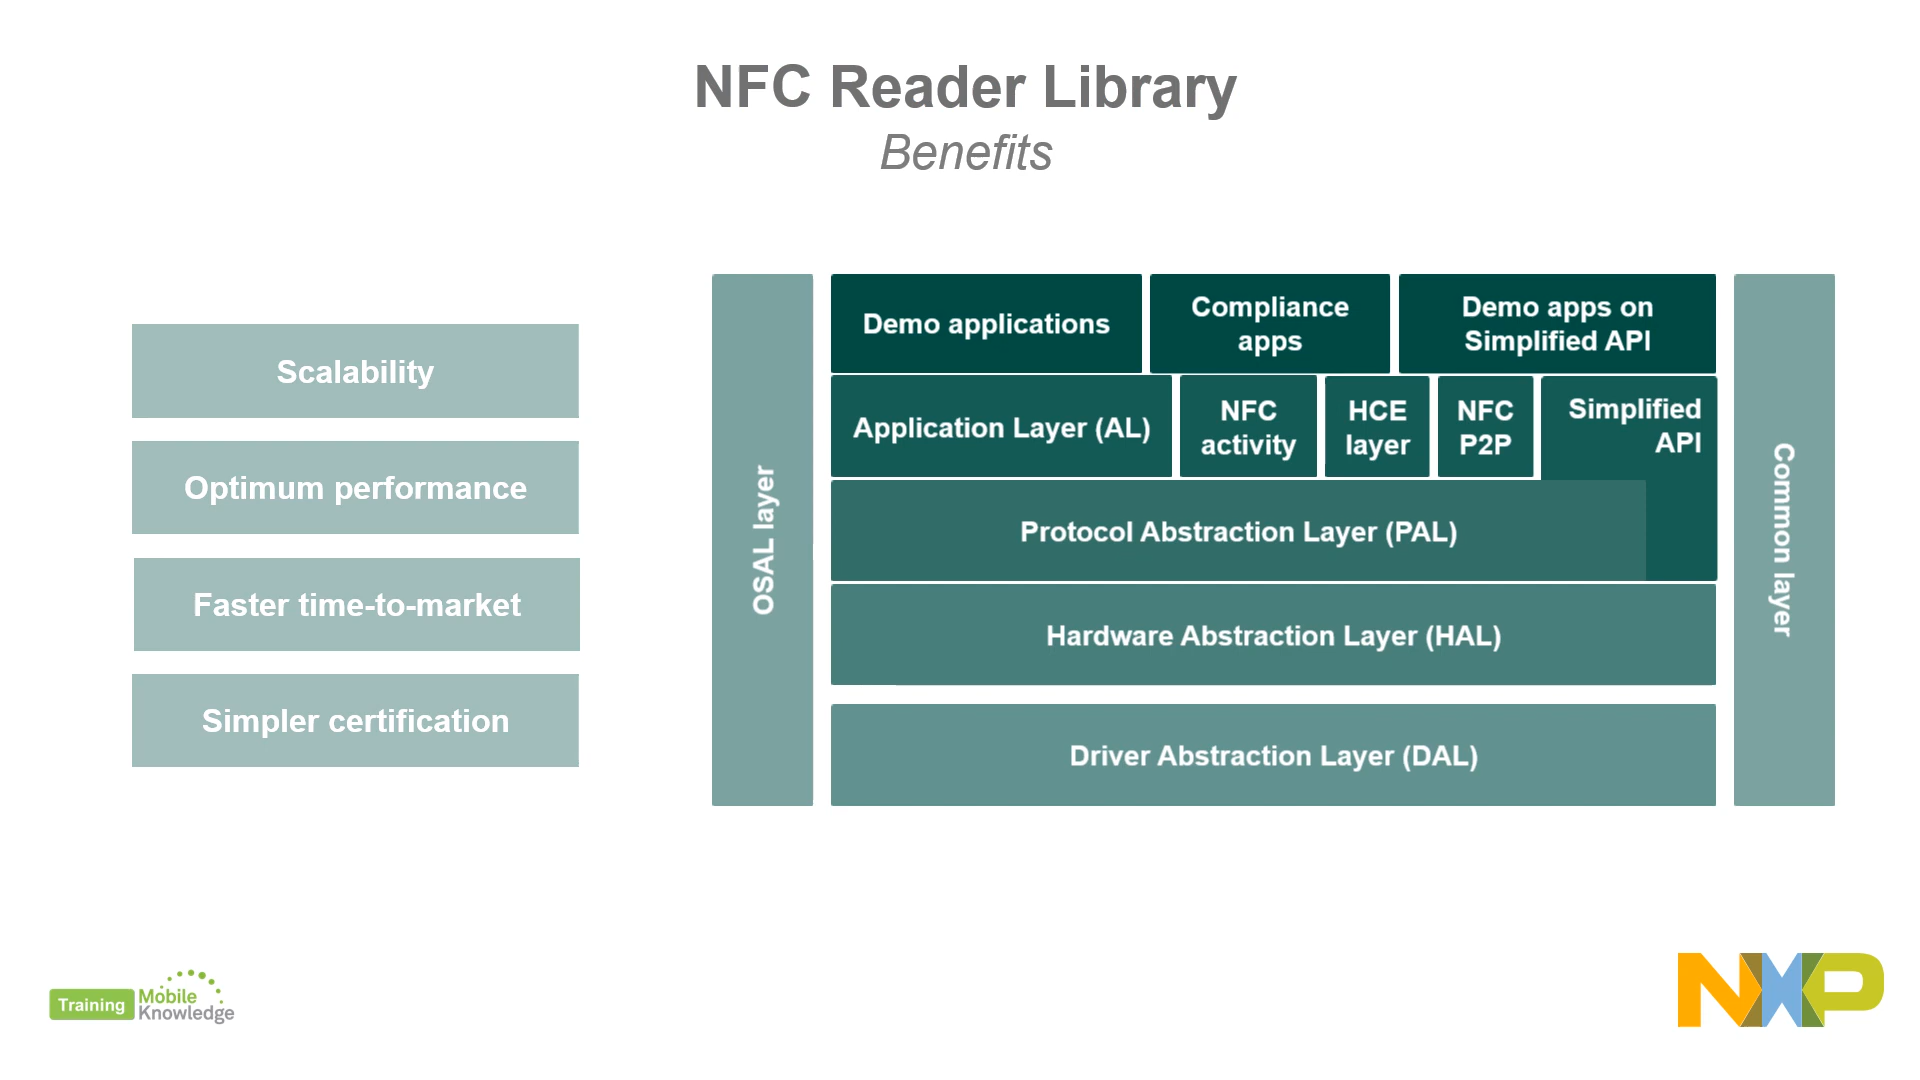 NFC Reader Library
Benefits
Scalability
Optimum performance
Faster time-to-market
Simpler certification
OSAL layer
Demo applications
Compliance
apps
Demo apps on
Simplified API
Application Layer (AL)
NFC
activity
HCE
layer
NFC
P2P
Simplified
API
Protocol Abstraction Layer (PAL)
Hardware Abstraction Layer (HAL)
Driver Abstraction Layer (DAL)
Common layer
Training
Mobile
Knowledge
NXP